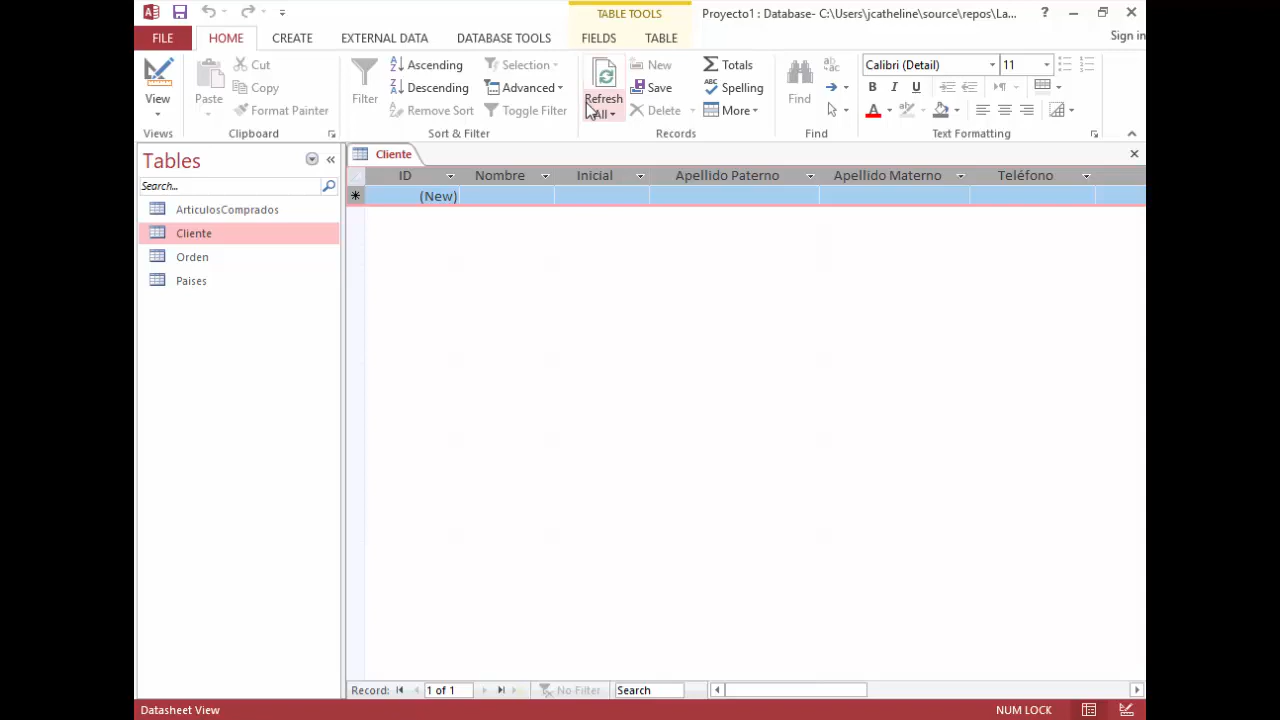 TABLE TOOLS
Proyecto1 : Database- C:\Users\jcatheline\source\repos\La...
?
FILE
HOME
CREATE
EXTERNAL DATA
DATABASE TOOLS
FIELDS
TABLE
Sign in
View
Views
Paste
Cut
Copy
Format Painter
Clipboard
Filter
Ascending
Descending
Remove Sort
Selection
Advanced
Toggle Filter
Sort & Filter
Refresh
All
New
Save
Delete
Totals
Spelling
More
Records
Find
Find
Calibri (Detail)
11
B I U
Text Formatting
Tables
Search...
ArticulosComprados
Cliente
Orden
Paises
Cliente
ID Nombre Inicial Apellido Paterno Apellido Materno Teléfono
(New)
Record: 1 of 1 No Filter Search
Datasheet View
NUM LOCK